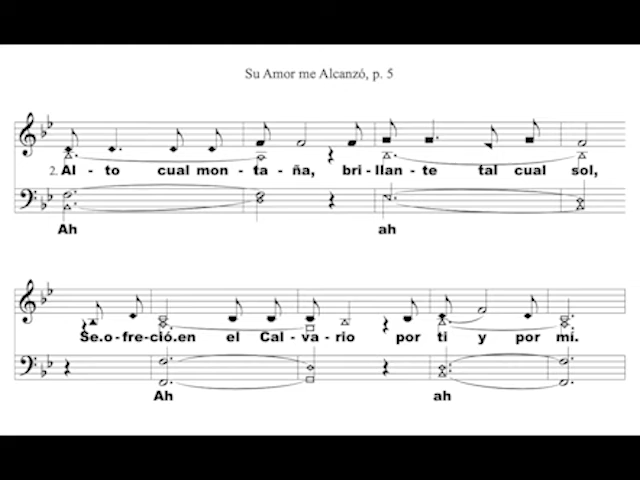 Su Amor me Alcanzó, p. 5
2. Al - to cual mon - ta - ña, bri - llan - te tal cual sol,
Ah ah
Se.o - fre - ció.en el Cal - va - rio por ti y por mí.
Ah ah